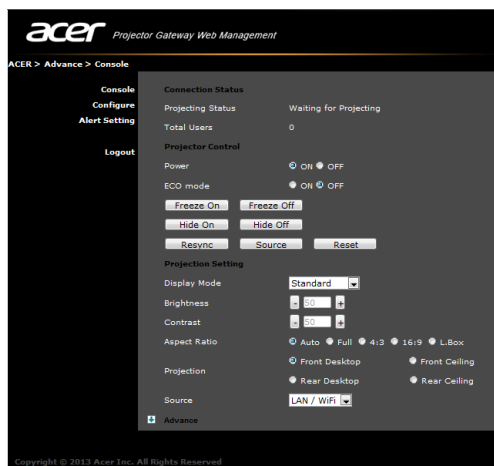 acer Projector Gateway Web Management
ACER > Advance > Console
Console
Configure
Alert Setting
Logout
Connection Status
Projecting Status Waiting for Projecting
Total Users 0
Projector Control
Power ON OFF
ECO mode ON OFF
Freeze On Freeze Off
Hide On Hide Off
Resync Source Reset
Projection Setting
Display Mode Standard
Brightness - 50 +
Contrast - 50 +
Aspect Ratio Auto Full 4:3 16:9 L.Box
Projection Front Desktop Front Ceiling
Rear Desktop Rear Ceiling
Source LAN / WiFi
+ Advance
Copyright © 2013 Acer Inc. All Rights Reserved